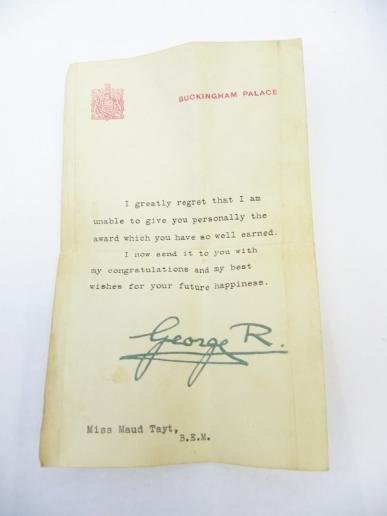 BUCKINGHAM PALACE
I greatly regret that I am
unable to give you personally the
award which you have so well earned.
I now send it to you with
my congratulations and my best
wishes for your future happiness.
George R.
Miss Maud Tayt,
B.E.M.